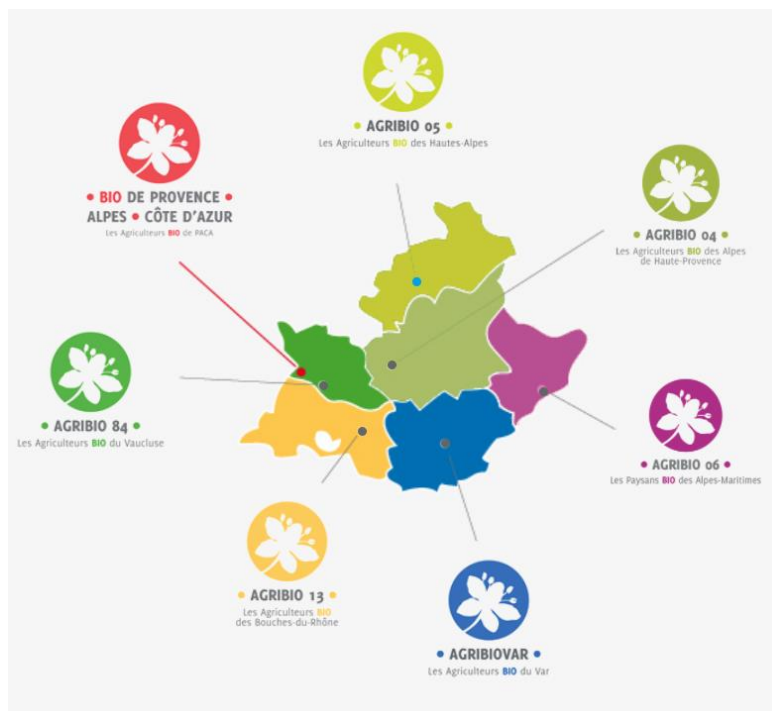 • AGRIBIO 05 •
Les Agriculteurs BIO des Hautes-Alpes
• BIO DE PROVENCE •
ALPES • CÔTE D'AZUR
Les Agriculteurs BIO de PACA
• AGRIBIO 04 •
Les Agriculteurs BIO des Alpes
de Haute-Provence
• AGRIBIO 84 •
Les Agriculteurs BIO du Vaucluse
• AGRIBIO 06 •
Les Paysans BIO des Alpes-Maritimes
• AGRIBIO 13 •
Les Agriculteurs BIO
des Bouches-du-Rhône
• AGRIBIOVAR •
Les Agriculteurs BIO du Var